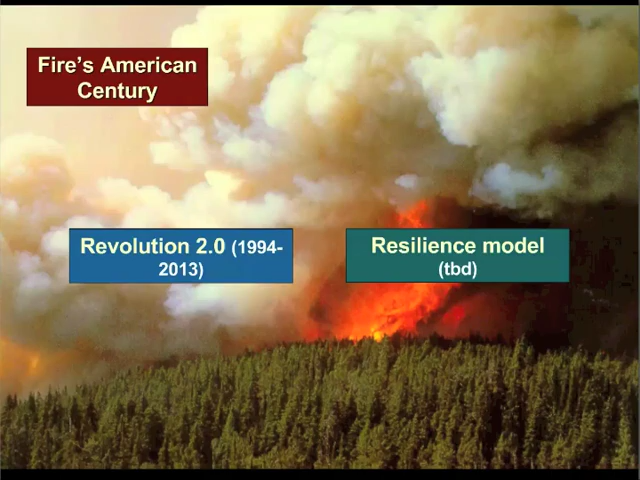 Fire's American
Century
Revolution 2.0 (1994-
2013)
Resilience model
(tbd)